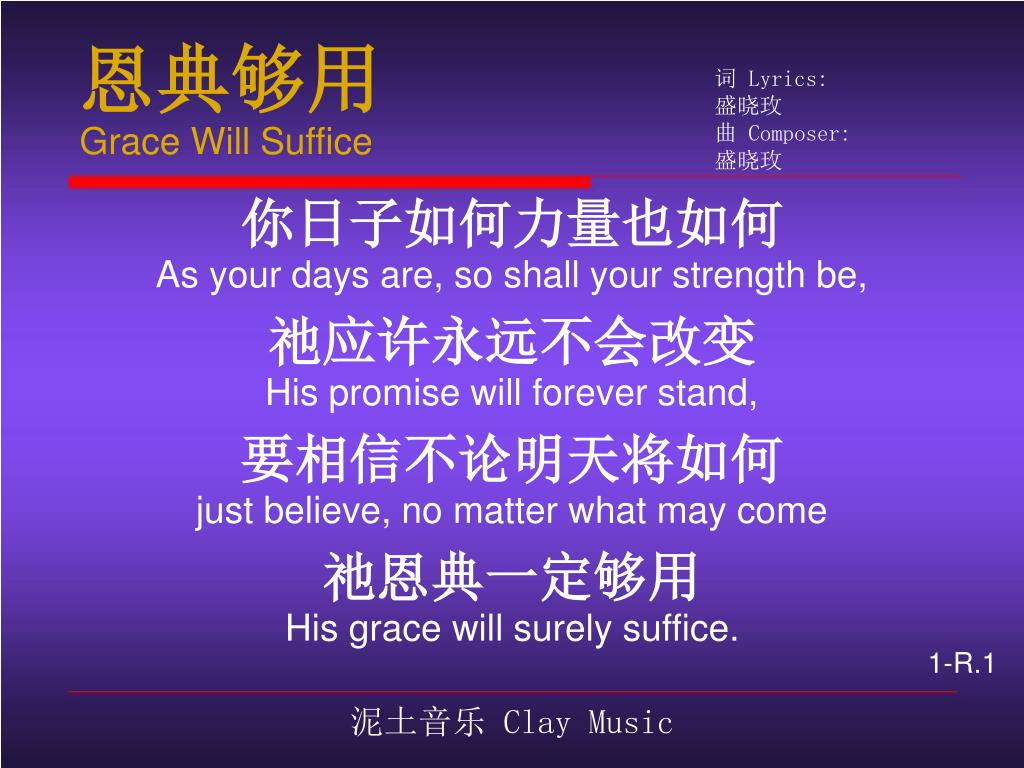 恩典够用
Grace Will Suffice
词 Lyrics:
盛晓玫
曲 Composer:
盛晓玫
你日子如何力量也如何
As your days are, so shall your strength be,
祂应许永远不会改变
His promise will forever stand,
要相信不论明天将如何
just believe, no matter what may come
祂恩典一定够用
His grace will surely suffice.
1-R.1
泥土音乐 Clay Music